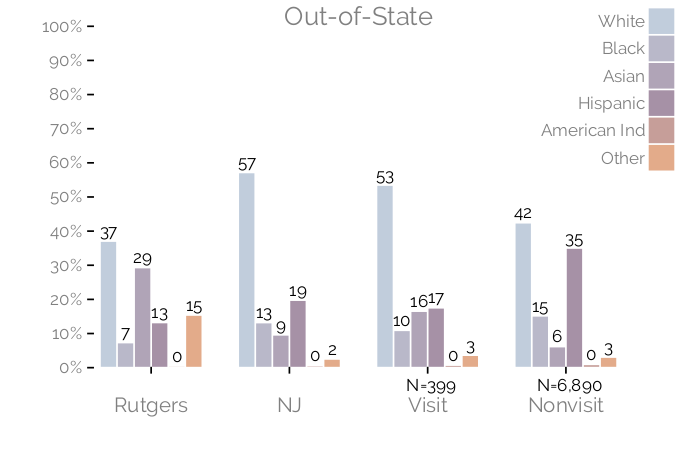 Out-of-State
White
Black
Asian
Hispanic
American Ind
Other
100%
90%
80%
70%
60%
50%
40%
30%
20%
10%
0%
37
7
29
13
0
15
57
13
9
19
0
2
53
10
16
17
0
3
42
15
6
35
0
3
N=399
N=6,890
Rutgers
NJ
Visit
Nonvisit